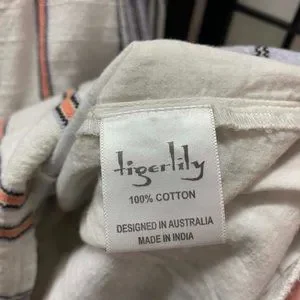 tigerlily
100% COTTON
DESIGNED IN AUSTRALIA
MADE IN INDIA